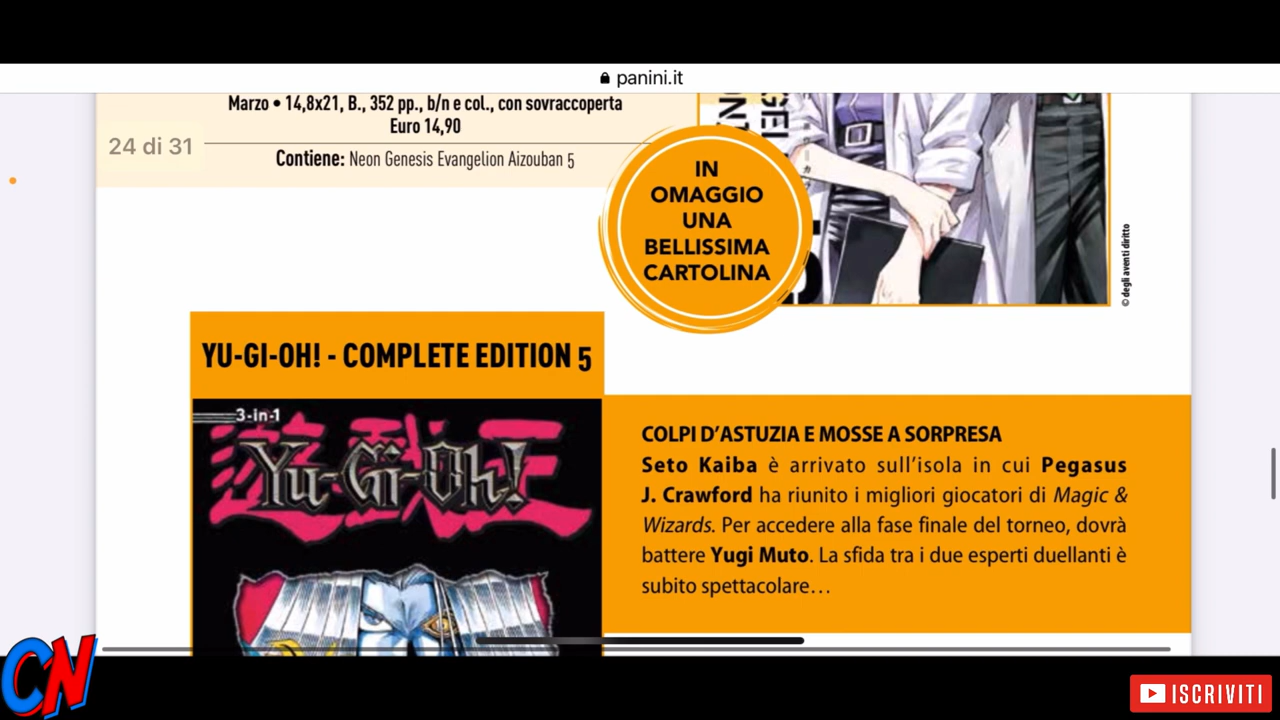 panini.it
Marzo • 14,8x21, B., 352 pp., b/n e col., con sovraccoperta
Euro 14,90
24 di 31
Contiene: Neon Genesis Evangelion Aizouban 5
IN
OMAGGIO
UNA
BELLISSIMA
CARTOLINA
© degli aventi diritto
YU-GI-OH! - COMPLETE EDITION 5
3-in-1
遊☆戯☆王
Yu-Gi-Oh!
COLPI D’ASTUZIA E MOSSE A SORPRESA
Seto Kaiba è arrivato sull’isola in cui Pegasus
J. Crawford ha riunito i migliori giocatori di Magic &
Wizards. Per accedere alla fase finale del torneo, dovrà
battere Yugi Muto. La sfida tra i due esperti duellanti è
subito spettacolare…
CN
ISCRIVITI